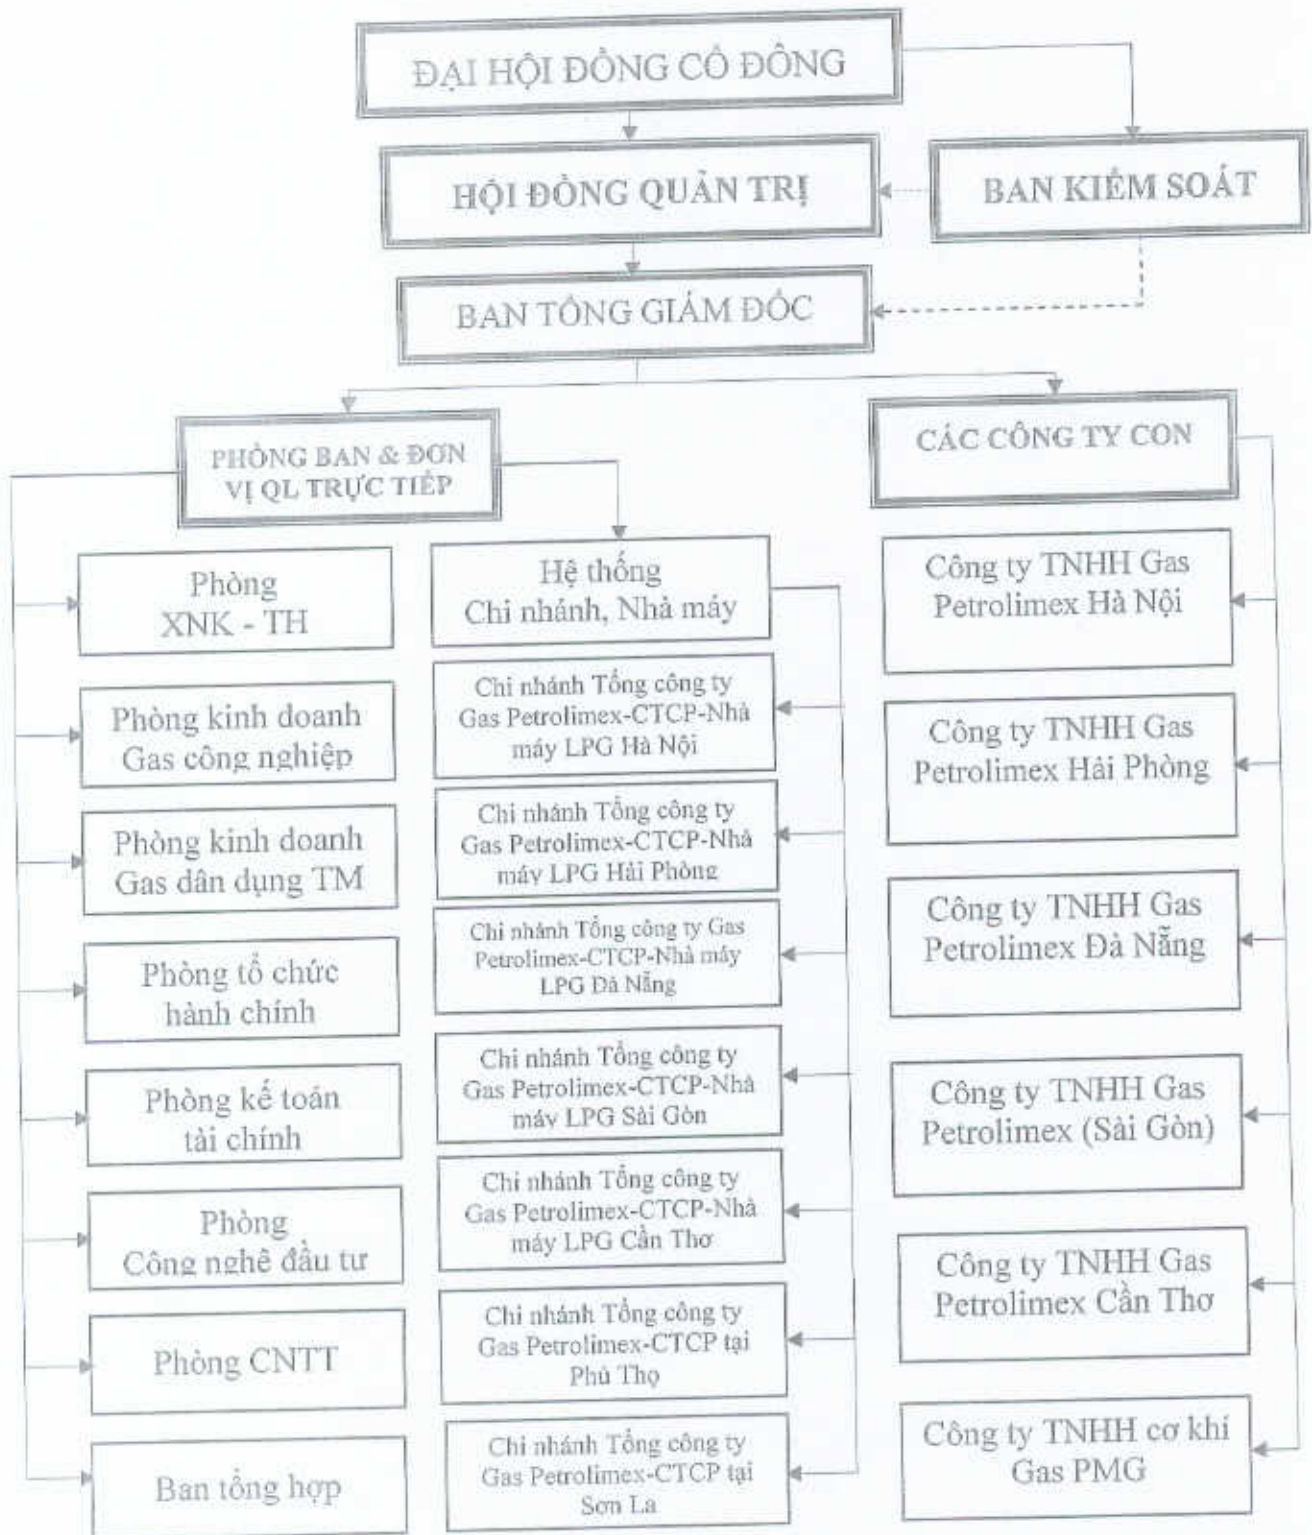 ĐẠI HỘI ĐỒNG CỔ ĐÔNG
HỘI ĐỒNG QUẢN TRỊ
BAN KIỂM SOÁT
BAN TỔNG GIÁM ĐỐC
PHÒNG BAN & ĐƠN
VỊ QL TRỰC TIẾP
CÁC CÔNG TY CON
Phòng
XNK - TH
Phòng kinh doanh
Gas công nghiệp
Phòng kinh doanh
Gas dân dụng TM
Phòng tổ chức
hành chính
Phòng kế toán
tài chính
Phòng
Công nghệ đầu tư
Phòng CNTT
Ban tổng hợp
Hệ thống
Chi nhánh, Nhà máy
Chi nhánh Tổng công ty
Gas Petrolimex-CTCP-Nhà
máy LPG Hà Nội
Chi nhánh Tổng công ty
Gas Petrolimex-CTCP-Nhà
máy LPG Hải Phòng
Chi nhánh Tổng công ty Gas
Petrolimex-CTCP-Nhà máy
LPG Đà Nẵng
Chi nhánh Tổng công ty
Gas Petrolimex-CTCP-Nhà
máy LPG Sài Gòn
Chi nhánh Tổng công ty
Gas Petrolimex-CTCP-Nhà
máy LPG Cần Thơ
Chi nhánh Tổng công ty
Gas Petrolimex-CTCP tại
Phú Thọ
Chi nhánh Tổng công ty
Gas Petrolimex-CTCP tại
Sơn La
Công ty TNHH Gas
Petrolimex Hà Nội
Công ty TNHH Gas
Petrolimex Hải Phòng
Công ty TNHH Gas
Petrolimex Đà Nẵng
Công ty TNHH Gas
Petrolimex (Sài Gòn)
Công ty TNHH Gas
Petrolimex Cần Thơ
Công ty TNHH cơ khí
Gas PMG